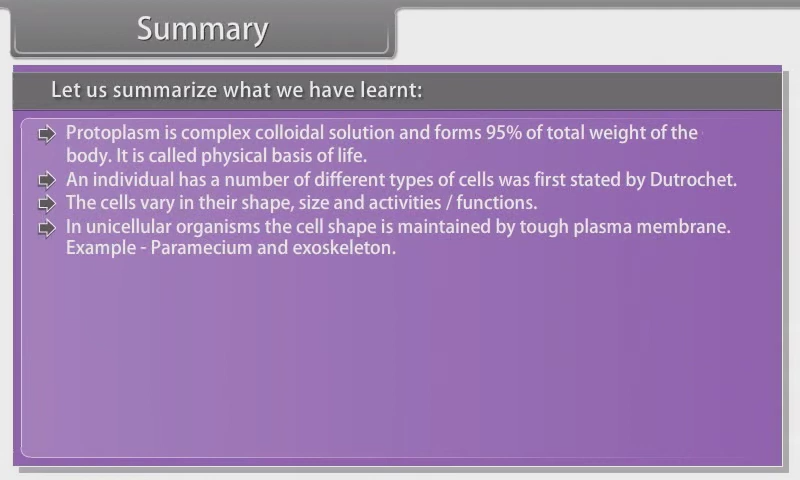 Summary
Let us summarize what we have learnt:
Protoplasm is complex colloidal solution and forms 95% of total weight of the
body. It is called physical basis of life.
An individual has a number of different types of cells was first stated by Dutrochet.
The cells vary in their shape, size and activities / functions.
In unicellular organisms the cell shape is maintained by tough plasma membrane.
Example - Paramecium and exoskeleton.